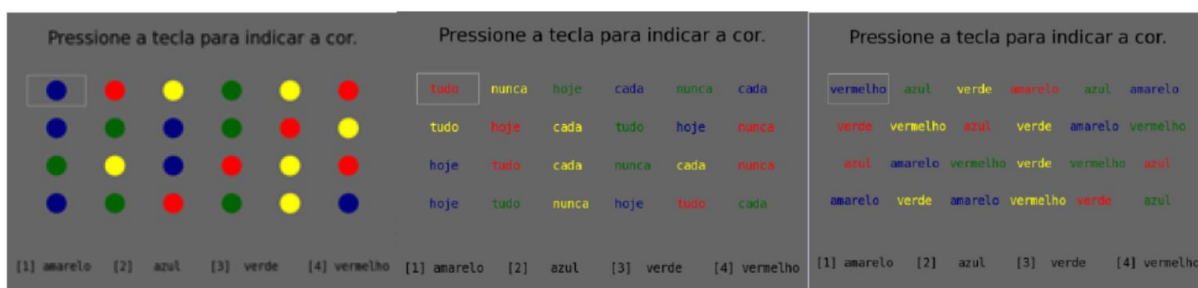 Pressione a tecla para indicar a cor.
[1] amarelo [2] azul [3] verde [4] vermelho
Pressione a tecla para indicar a cor.
tudo nunca hoje cada nunca cada
tudo hoje cada tudo hoje nunca
hoje tudo cada nunca cada nunca
hoje tudo nunca hoje tudo cada
[1] amarelo [2] azul [3] verde [4] vermelho
Pressione a tecla para indicar a cor.
vermelho azul verde amarelo azul amarelo
verde vermelho azul verde amarelo vermelho
azul amarelo vermelho verde vermelho azul
amarelo verde amarelo vermelho verde azul
[1] amarelo [2] azul [3] verde [4] vermelho